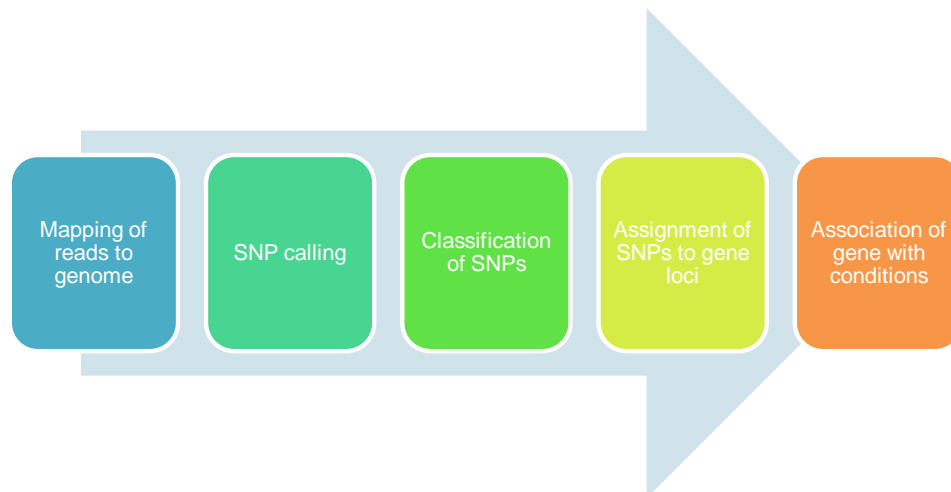 Mapping of
reads to
genome
SNP calling
Classification
of SNPs
Assignment of
SNPs to gene
loci
Association of
gene with
conditions